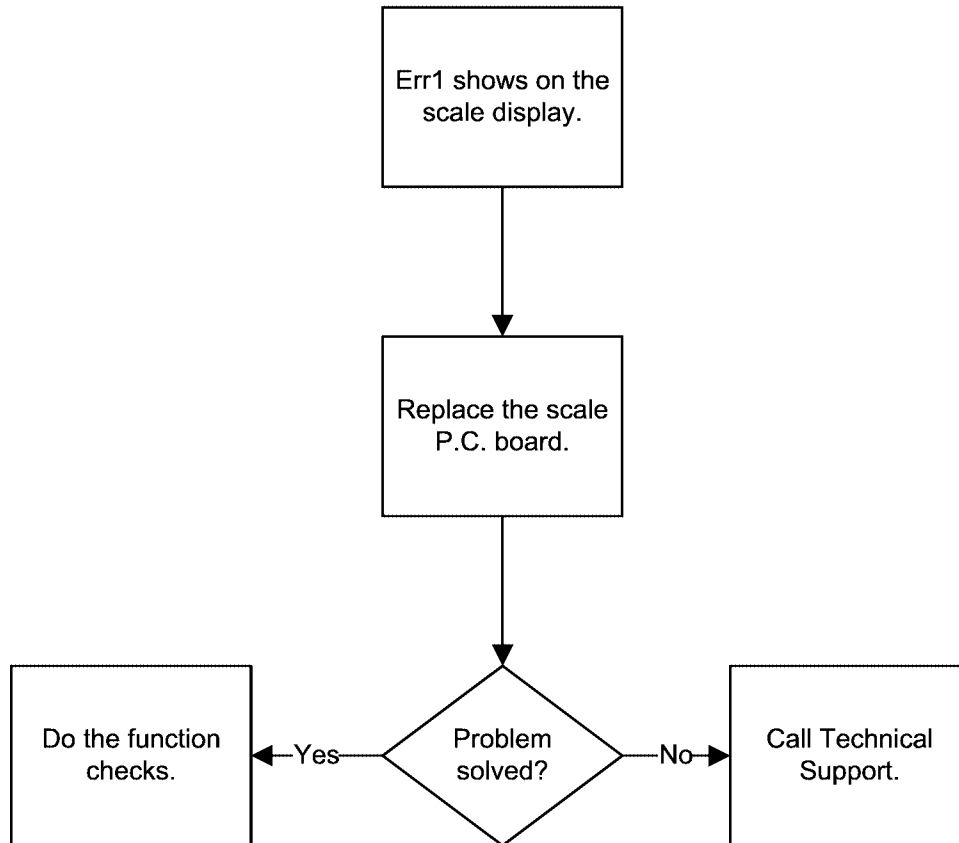 Err1 shows on the
scale display.
Replace the scale
P.C. board.
Problem
solved?
Yes
Do the function
checks.
No
Call Technical
Support.